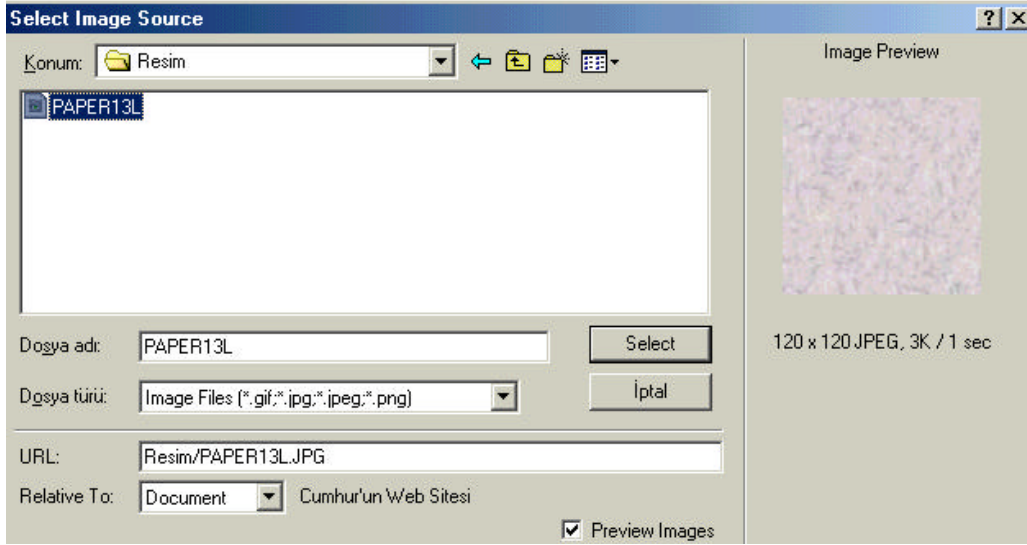 Select Image Source
Konum: Resim
Image Preview
PAPER13L
Dosya adı: PAPER13L Select
120 x 120 JPEG, 3K / 1 sec
Dosya türü: Image Files (*.gif;*.jpg;*.jpeg;*.png) İptal
URL: Resim/PAPER13L.JPG
Relative To: Document Cumhur'un Web Sitesi
Preview Images